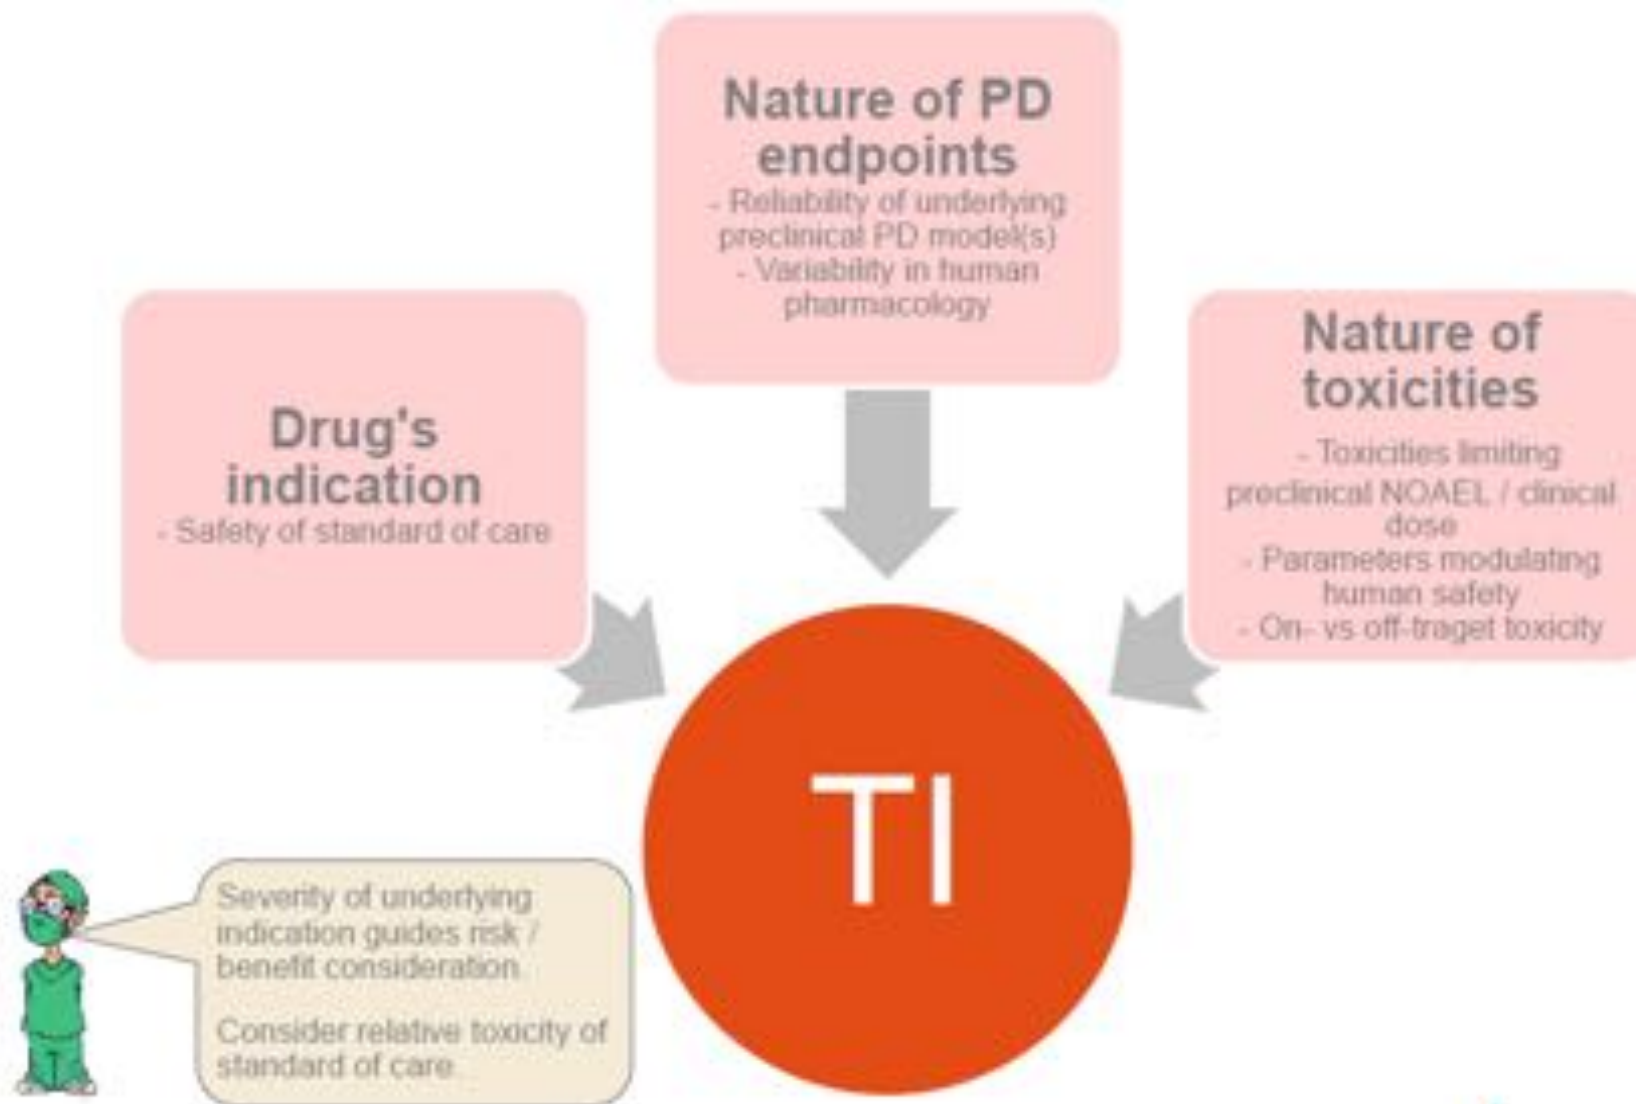 Nature of PD
endpoints
- Reliability of underlying
preclinical PD model(s)
- Variability in human
pharmacology
Drug's
indication
- Safety of standard of care
Nature of
toxicities
- Toxicities limiting
preclinical NOAEL / clinical
dose
- Parameters modulating
human safety
- On- vs off-traget toxicity
TI
Severity of underlying
indication guides risk /
benefit consideration.
Consider relative toxicity of
standard of care.